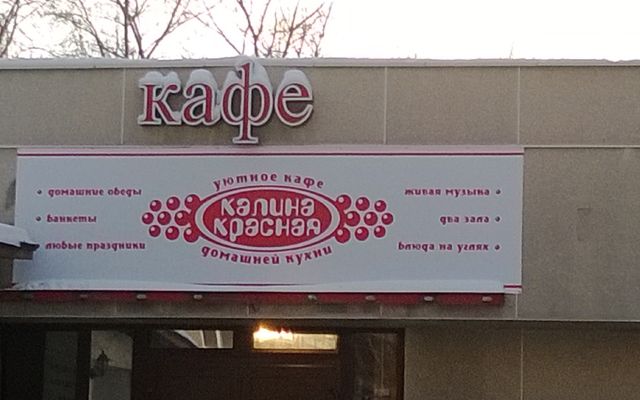 кафе
уютное кафе
калина
красная
домашней кухни
• домашние обеды
• банкеты
• любые праздники
живая музыка •
два зала •
блюда на углях •